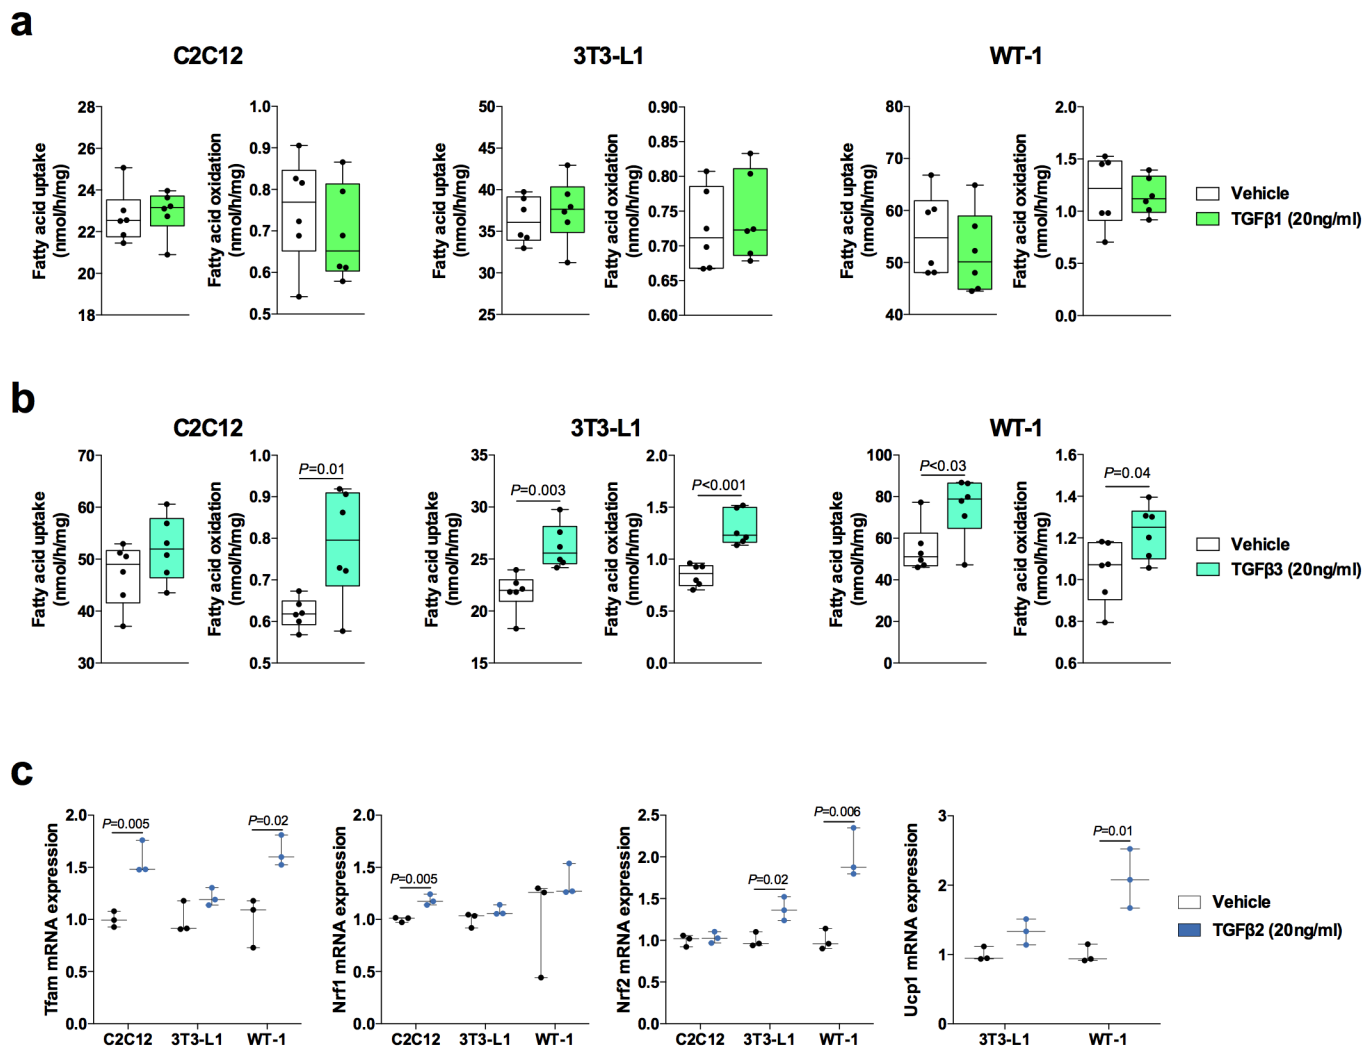 a
C2C12
3T3-L1
WT-1
Fatty acid uptake
(nmol/h/mg)
28
26
24
22
20
18
Fatty acid oxidation
(nmol/h/mg)
1.0
0.9
0.8
0.7
0.6
0.5
Fatty acid uptake
(nmol/h/mg)
50
45
40
35
30
25
Fatty acid oxidation
(nmol/h/mg)
0.90
0.85
0.80
0.75
0.70
0.65
0.60
Fatty acid uptake
(nmol/h/mg)
80
70
60
50
40
Fatty acid oxidation
(nmol/h/mg)
2.0
1.5
1.0
0.5
0.0
Vehicle
TGFβ1 (20ng/ml)
b
C2C12
3T3-L1
WT-1
Fatty acid uptake
(nmol/h/mg)
70
60
50
40
30
Fatty acid oxidation
(nmol/h/mg)
1.0
0.9
0.8
0.7
0.6
0.5
P=0.01
Fatty acid uptake
(nmol/h/mg)
35
30
25
20
15
P=0.003
Fatty acid oxidation
(nmol/h/mg)
2.0
1.5
1.0
0.5
0.0
P<0.001
Fatty acid uptake
(nmol/h/mg)
100
80
60
40
20
0
P<0.03
Fatty acid oxidation
(nmol/h/mg)
1.6
1.4
1.2
1.0
0.8
0.6
P=0.04
Vehicle
TGFβ3 (20ng/ml)
c
Tfam mRNA expression
2.0
1.5
1.0
0.5
0.0
P=0.005
P=0.02
C2C12 3T3-L1 WT-1
Nrf1 mRNA expression
2.0
1.5
1.0
0.5
0.0
P=0.005
C2C12 3T3-L1 WT-1
Nrf2 mRNA expression
2.5
2.0
1.5
1.0
0.5
0.0
P=0.02
P=0.006
C2C12 3T3-L1 WT-1
Ucp1 mRNA expression
3
2
1
0
P=0.01
3T3-L1 WT-1
Vehicle
TGFβ2 (20ng/ml)